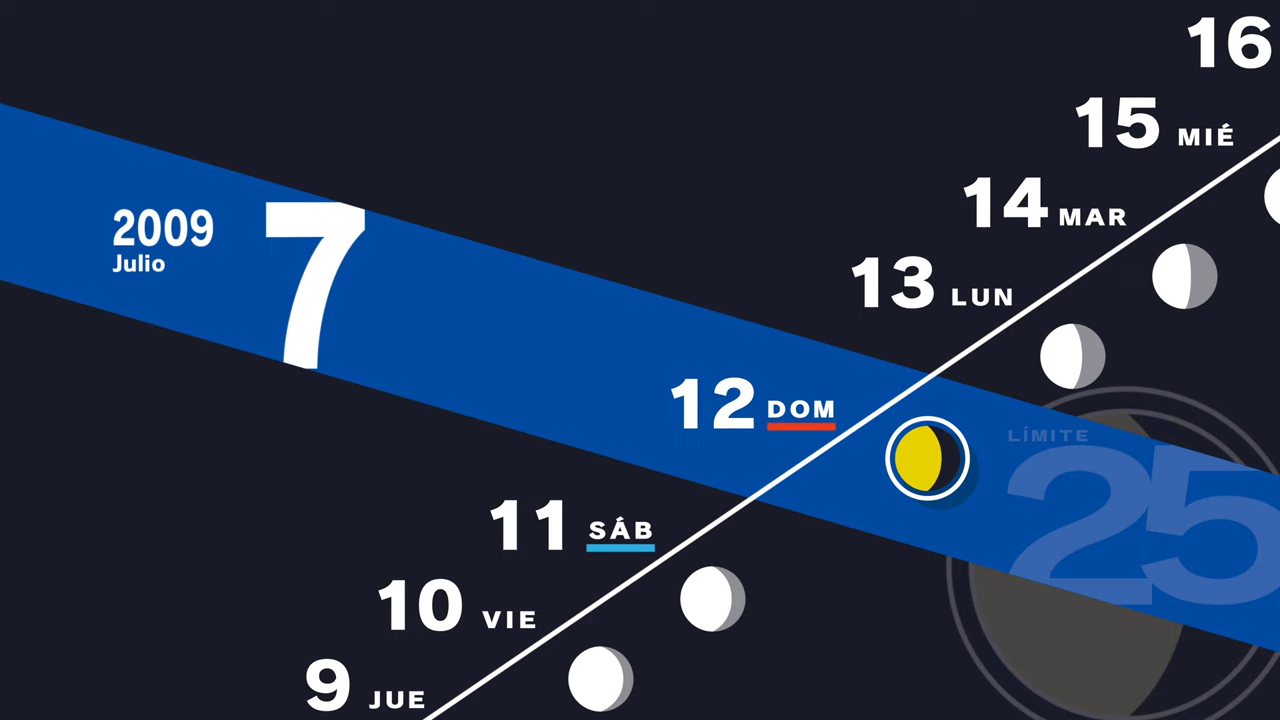 16
15 MIÉ
14 MAR
2009 7
Julio
13 LUN
12 DOM
LÍMITE
25
11 SÁB
10 VIE
9 JUE